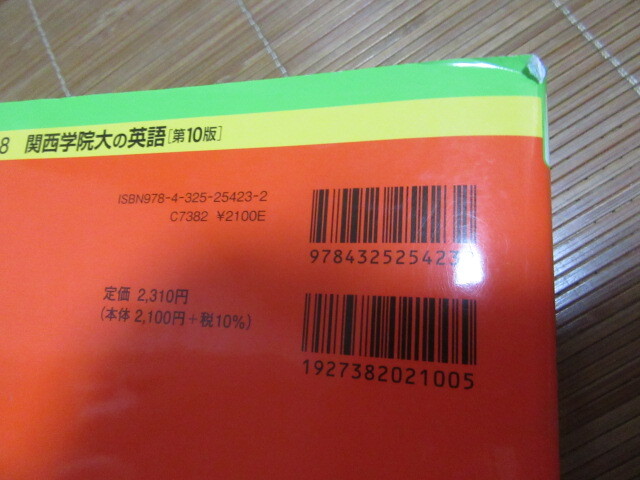 8 関西学院大の英語[第10版]
ISBN978-4-325-25423-2
C7382 ¥2100E
978432525423
定価 2,310円
(本体 2,100円+税10%)
1927382021005